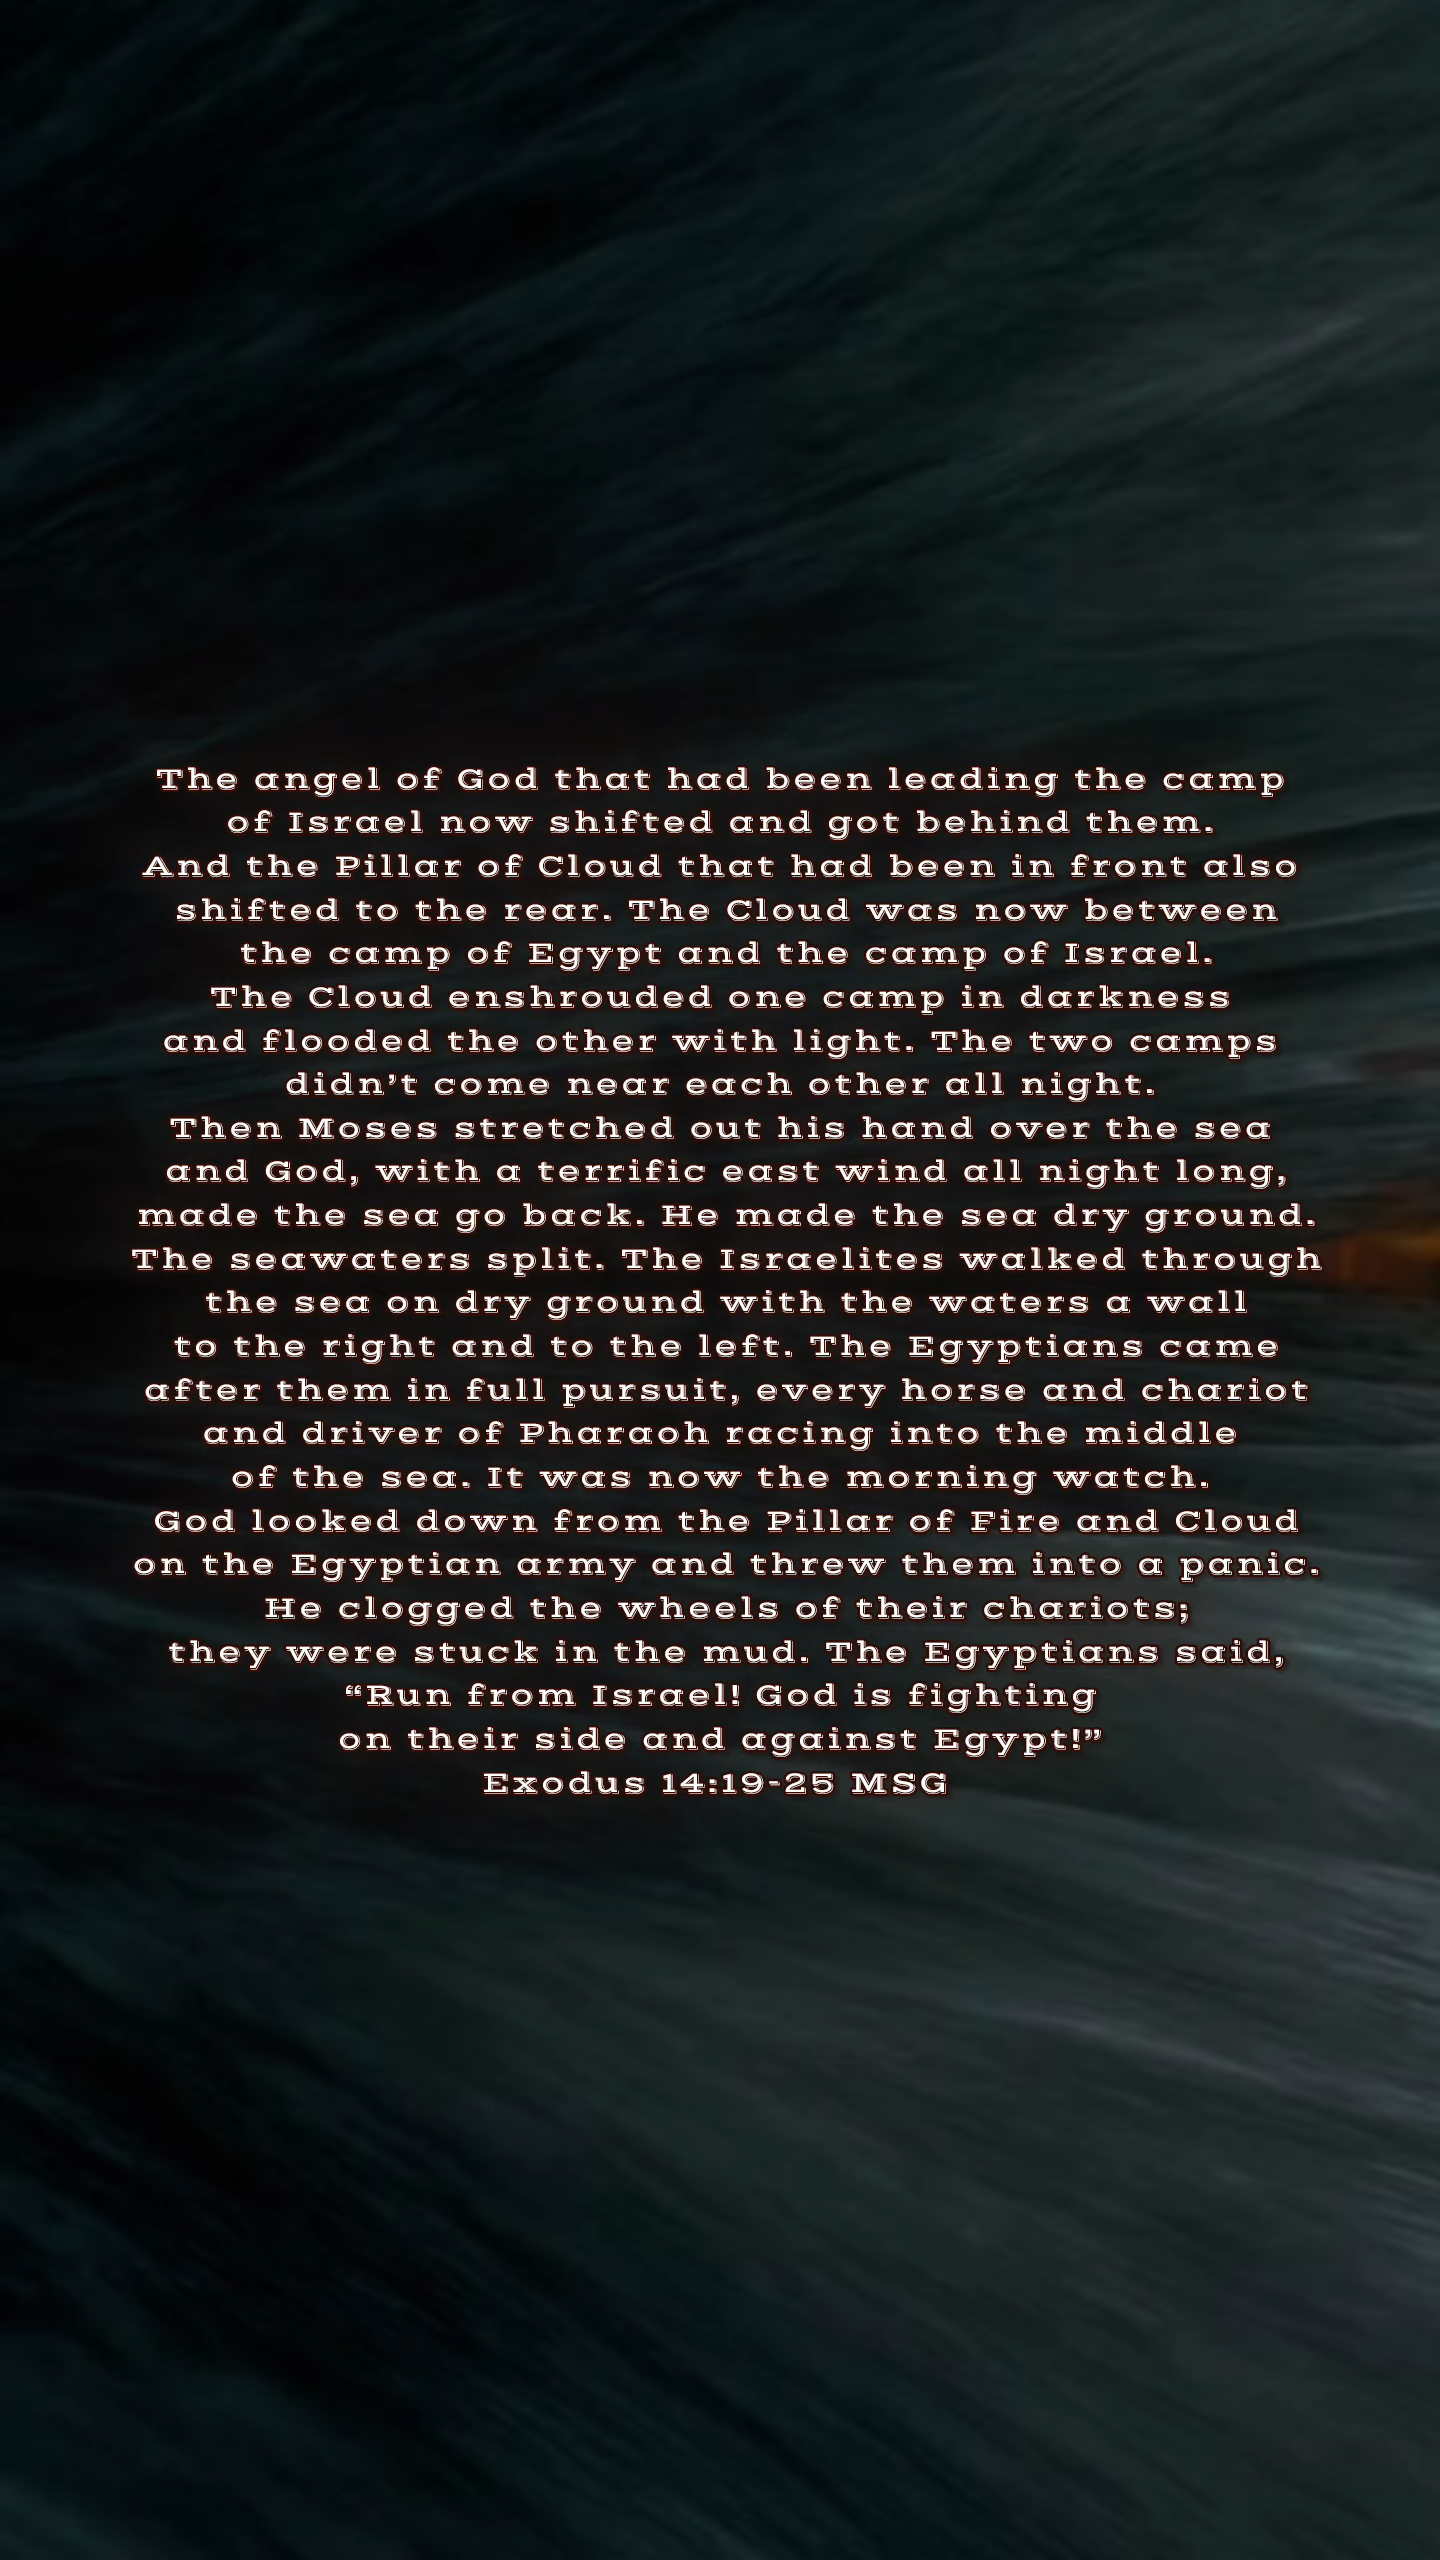 The angel of God that had been leading the camp
of Israel now shifted and got behind them.
And the Pillar of Cloud that had been in front also
shifted to the rear. The Cloud was now between
the camp of Egypt and the camp of Israel.
The Cloud enshrouded one camp in darkness
and flooded the other with light. The two camps
didn’t come near each other all night.
Then Moses stretched out his hand over the sea
and God, with a terrific east wind all night long,
made the sea go back. He made the sea dry ground.
The seawaters split. The Israelites walked through
the sea on dry ground with the waters a wall
to the right and to the left. The Egyptians came
after them in full pursuit, every horse and chariot
and driver of Pharaoh racing into the middle
of the sea. It was now the morning watch.
God looked down from the Pillar of Fire and Cloud
on the Egyptian army and threw them into a panic.
He clogged the wheels of their chariots;
they were stuck in the mud. The Egyptians said,
“Run from Israel! God is fighting
on their side and against Egypt!”
Exodus 14:19-25 MSG